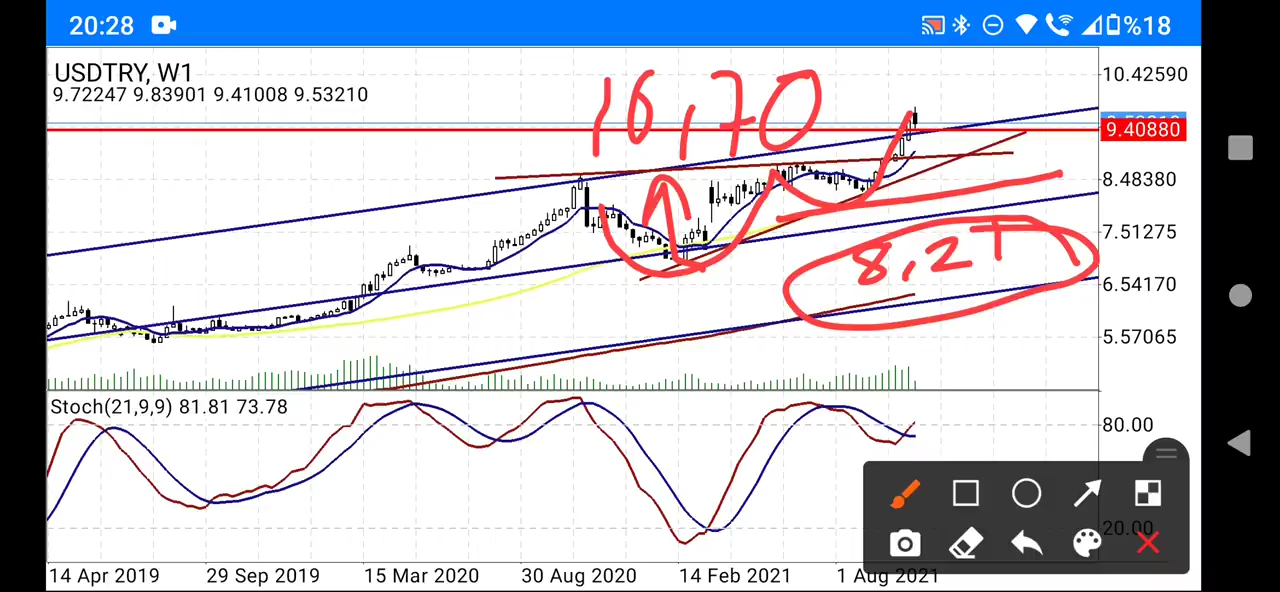 20:28 %18
USDTRY, W1
9.72247 9.83901 9.41008 9.53210
16,70
10.42590
9.40880
8.48380
7.51275
8,2
6.54170
5.57065
Stoch(21,9,9) 81.81 73.78
80.00
20.00
14 Apr 2019 29 Sep 2019 15 Mar 2020 30 Aug 2020 14 Feb 2021 1 Aug 2021